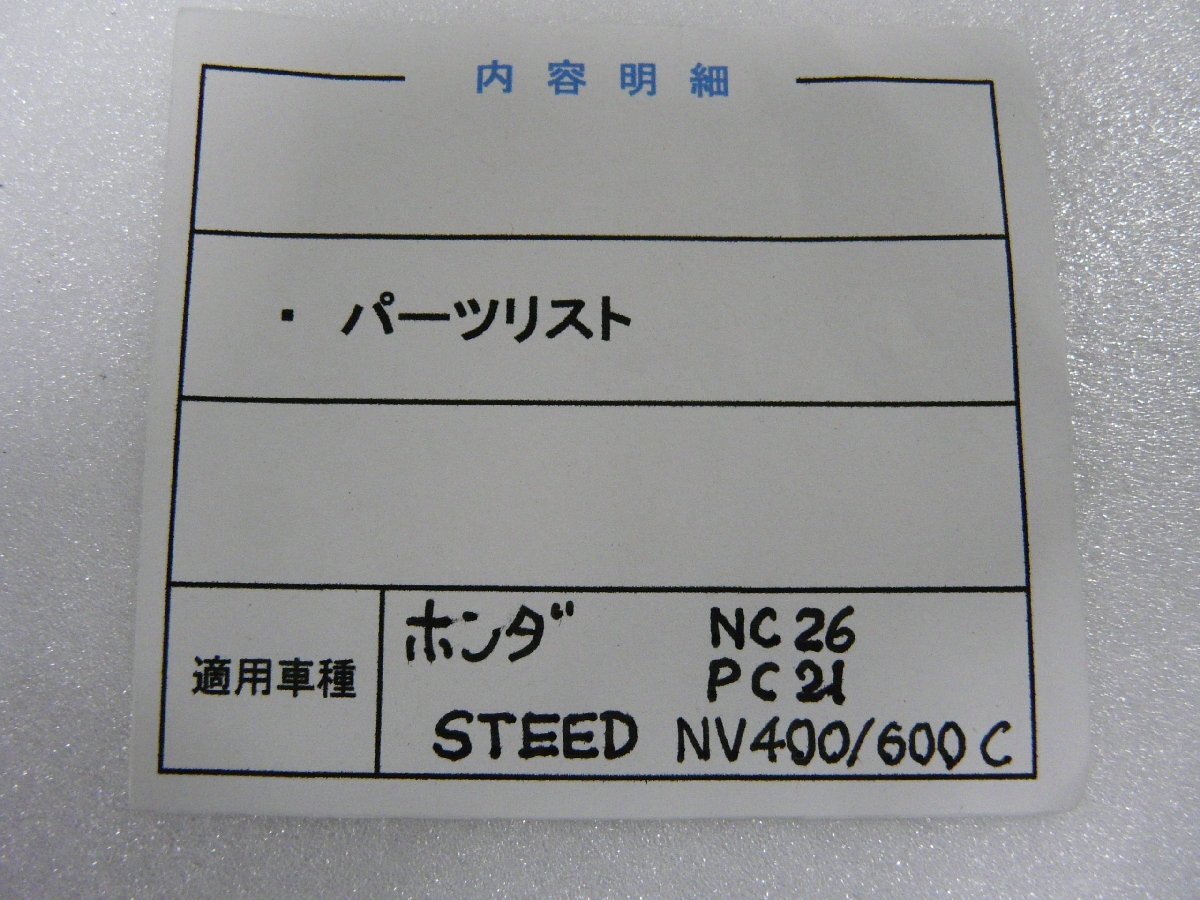 内容明細
・ パーツリスト
適用車種
ホンダ NC26
PC21
STEED NV400/600C